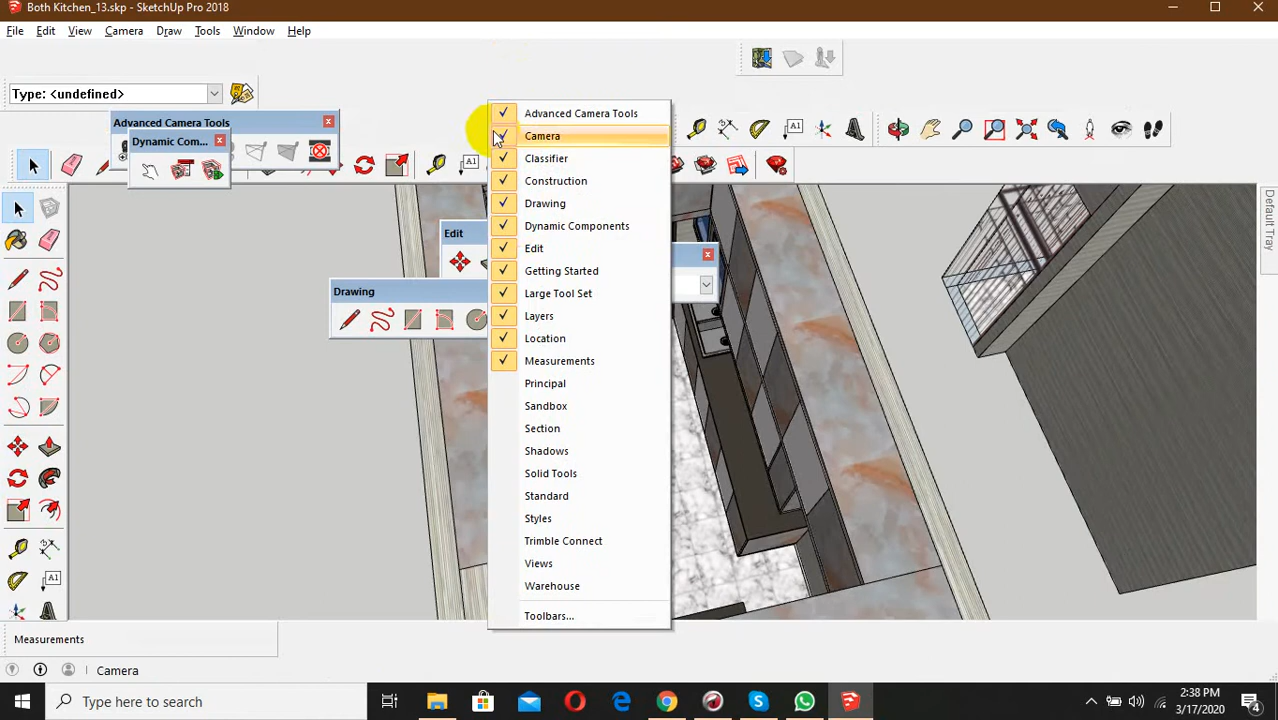 Both Kitchen_13.skp - SketchUp Pro 2018
File Edit View Camera Draw Tools Window Help
Type: <undefined>
Advanced Camera Tools
Dynamic Com...
Edit
Drawing
Advanced Camera Tools
Camera
Classifier
Construction
Drawing
Dynamic Components
Edit
Getting Started
Large Tool Set
Layers
Location
Measurements
Principal
Sandbox
Section
Shadows
Solid Tools
Standard
Styles
Trimble Connect
Views
Warehouse
Toolbars...
Default Tray
Measurements
Camera
Type here to search
2:38 PM
3/17/2020
4